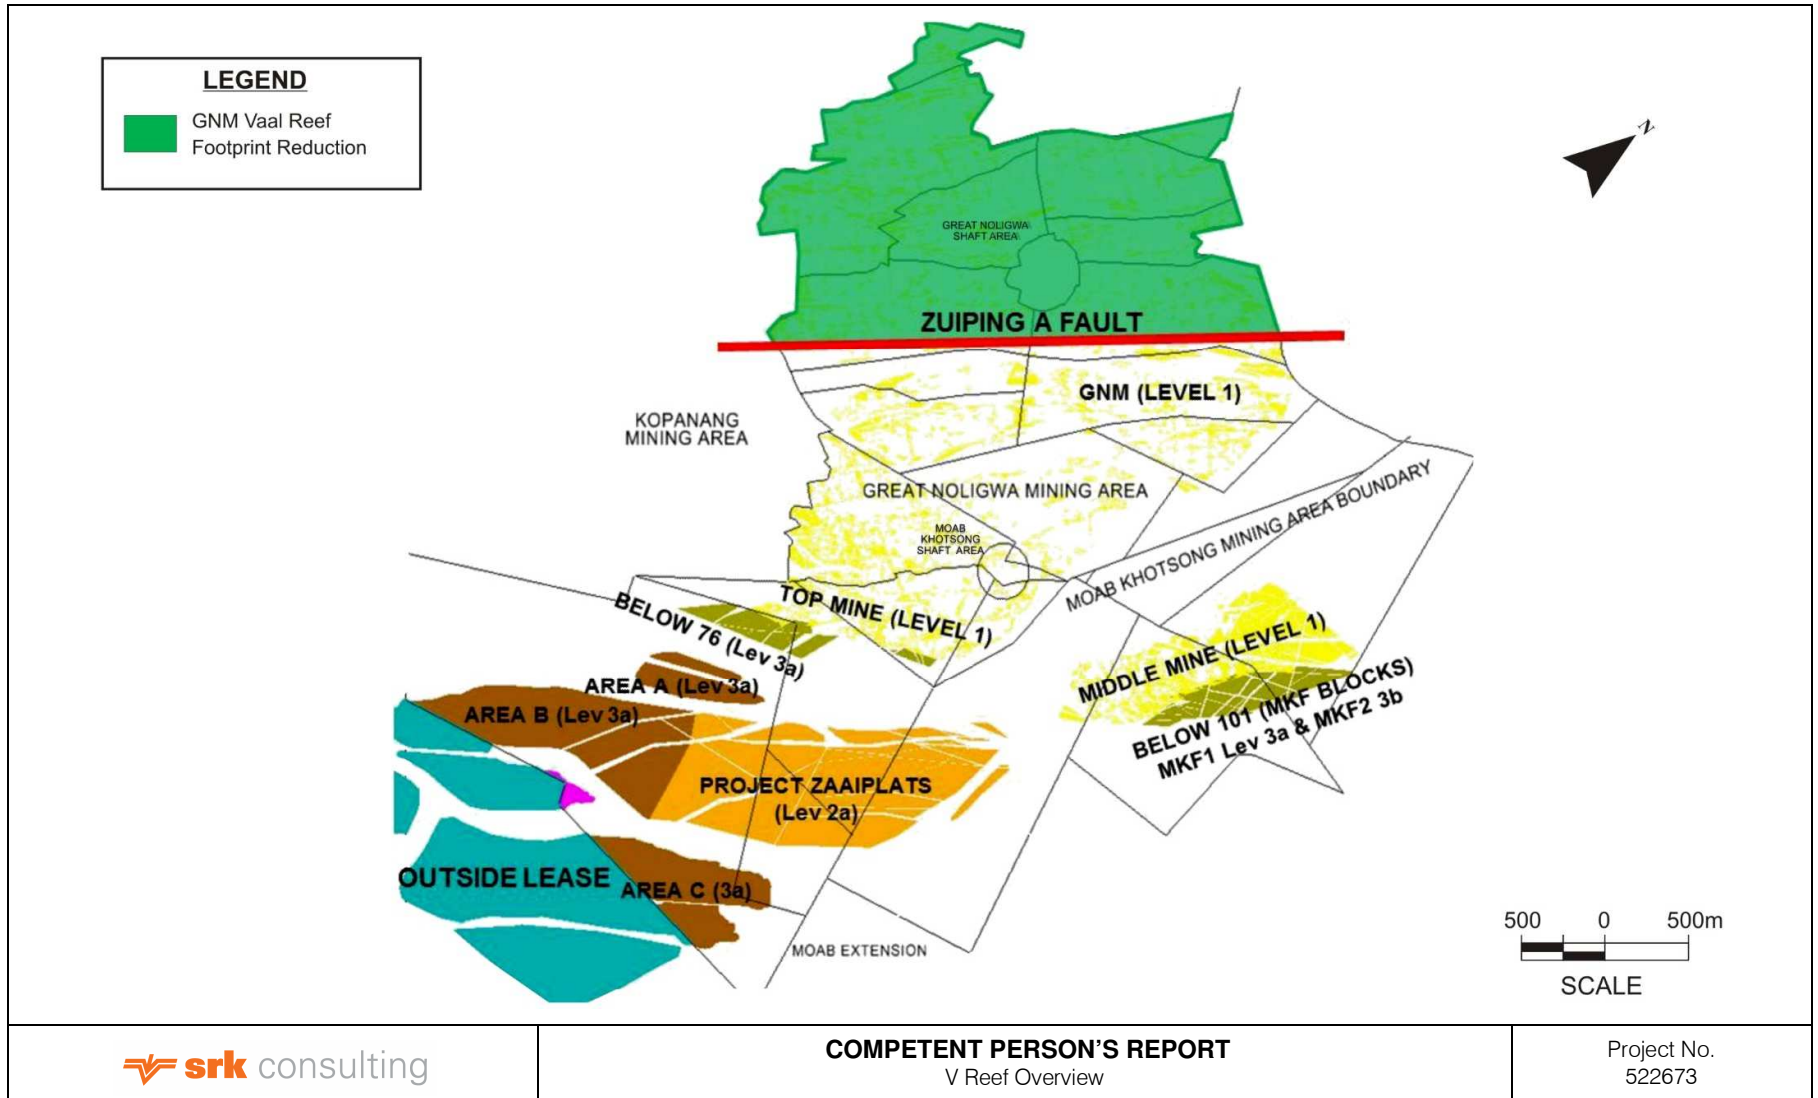 LEGEND
GNM Vaal Reef
Footprint Reduction
N
GREAT NOLIGWA
SHAFT AREA
ZUIPING A FAULT
GNM (LEVEL 1)
KOPANANG
MINING AREA
GREAT NOLIGWA MINING AREA
MOAB
KHOTSONG
SHAFT AREA
MOAB KHOTSONG MINING AREA BOUNDARY
TOP MINE (LEVEL 1)
BELOW 76 (Lev 3a)
MIDDLE MINE (LEVEL 1)
BELOW 101 (MKF BLOCKS)
MKF1 Lev 3a & MKF2 3b
AREA A (Lev 3a)
AREA B (Lev 3a)
PROJECT ZAAIPLATS
(Lev 2a)
OUTSIDE LEASE
AREA C (3a)
MOAB EXTENSION
500 0 500m
SCALE
srk consulting
COMPETENT PERSON'S REPORT
V Reef Overview
Project No.
522673